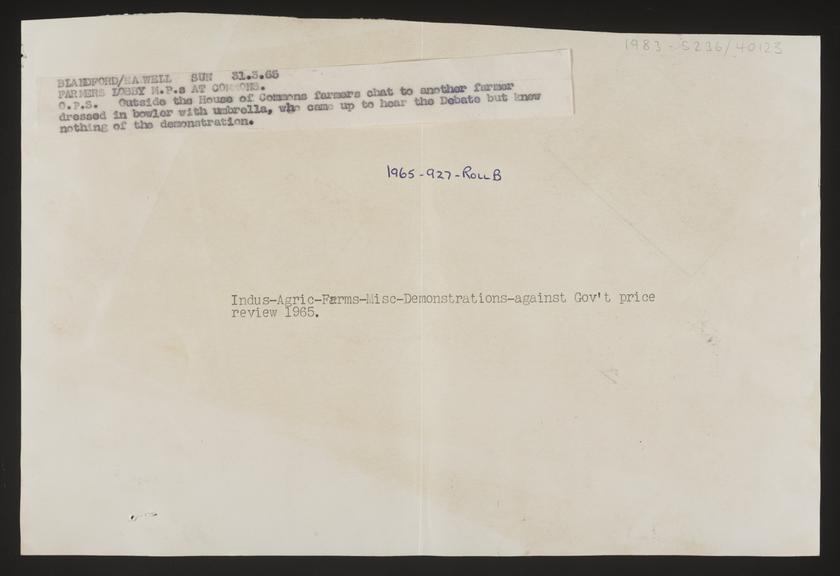 1983-5236/40123
BLANDFORD/HAWELL SUN 31.3.65
FARMERS LOBBY M.P.s AT COMMONS.
O.P.S. Outside the House of Commons farmers chat to another farmer
dressed in bowler with umbrella, who came up to hear the Debate but knew
nothing of the demonstration.
1965-927-ROLL B
Indus-Agric-Farms-Misc-Demonstrations-against Gov't price
review 1965.